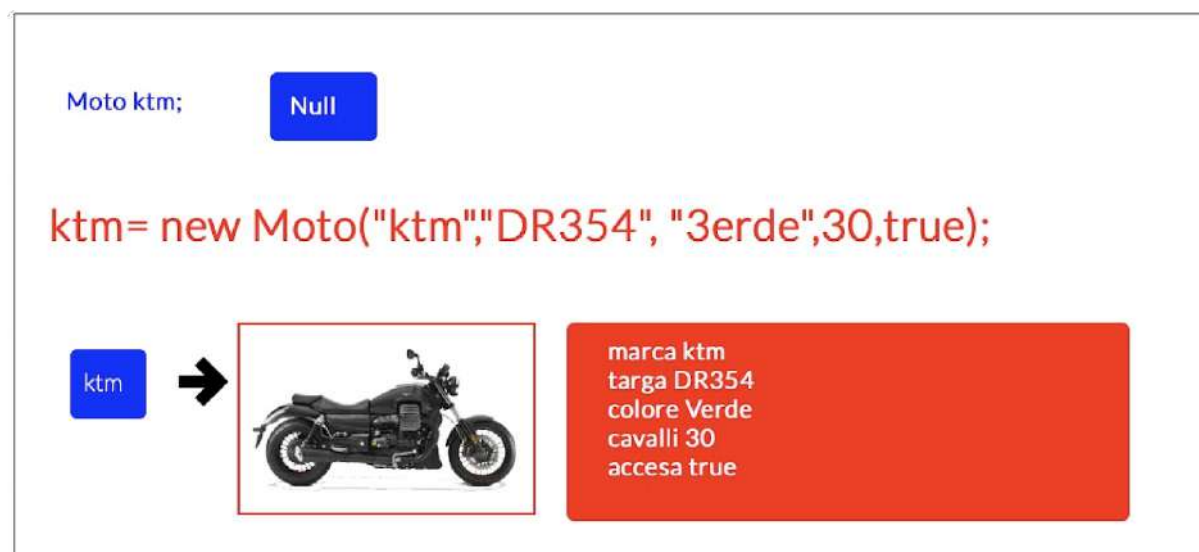 Moto ktm;
Null
ktm= new Moto("ktm","DR354", "3erde",30,true);
ktm
marca ktm
targa DR354
colore Verde
cavalli 30
accesa true